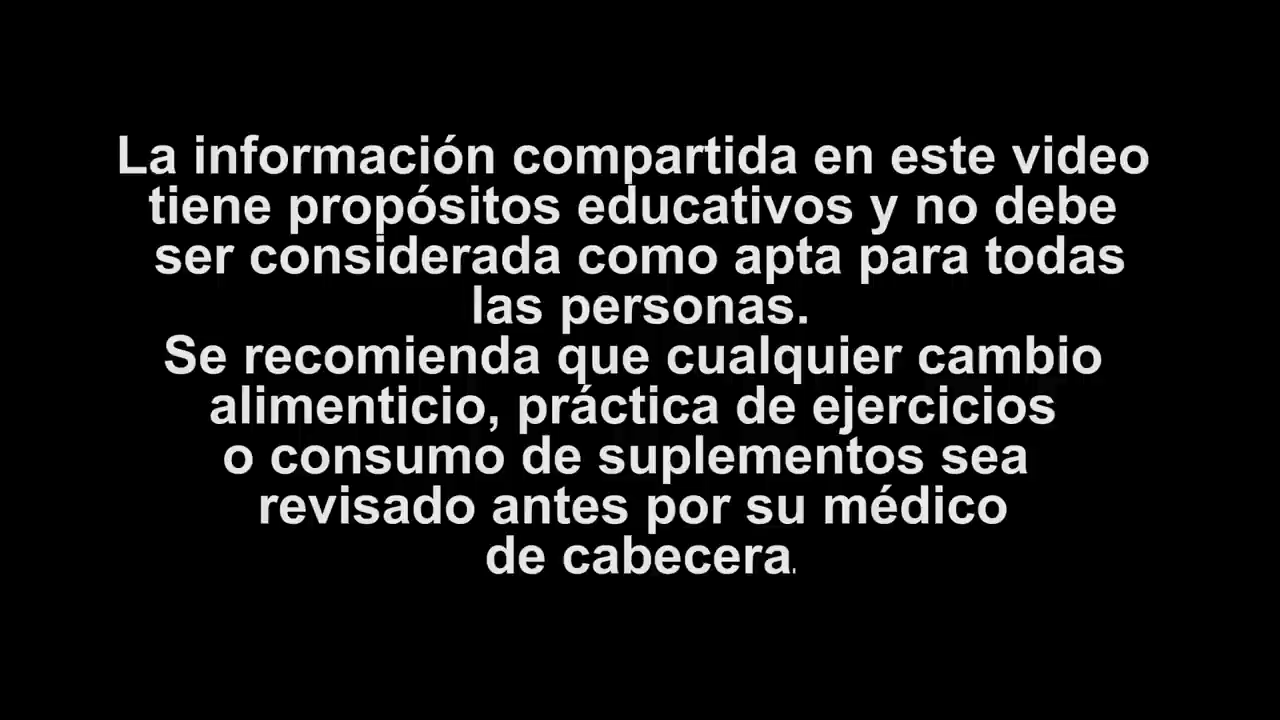 La información compartida en este video
tiene propósitos educativos y no debe
ser considerada como apta para todas
las personas.
Se recomienda que cualquier cambio
alimenticio, práctica de ejercicios
o consumo de suplementos sea
revisado antes por su médico
de cabecera.